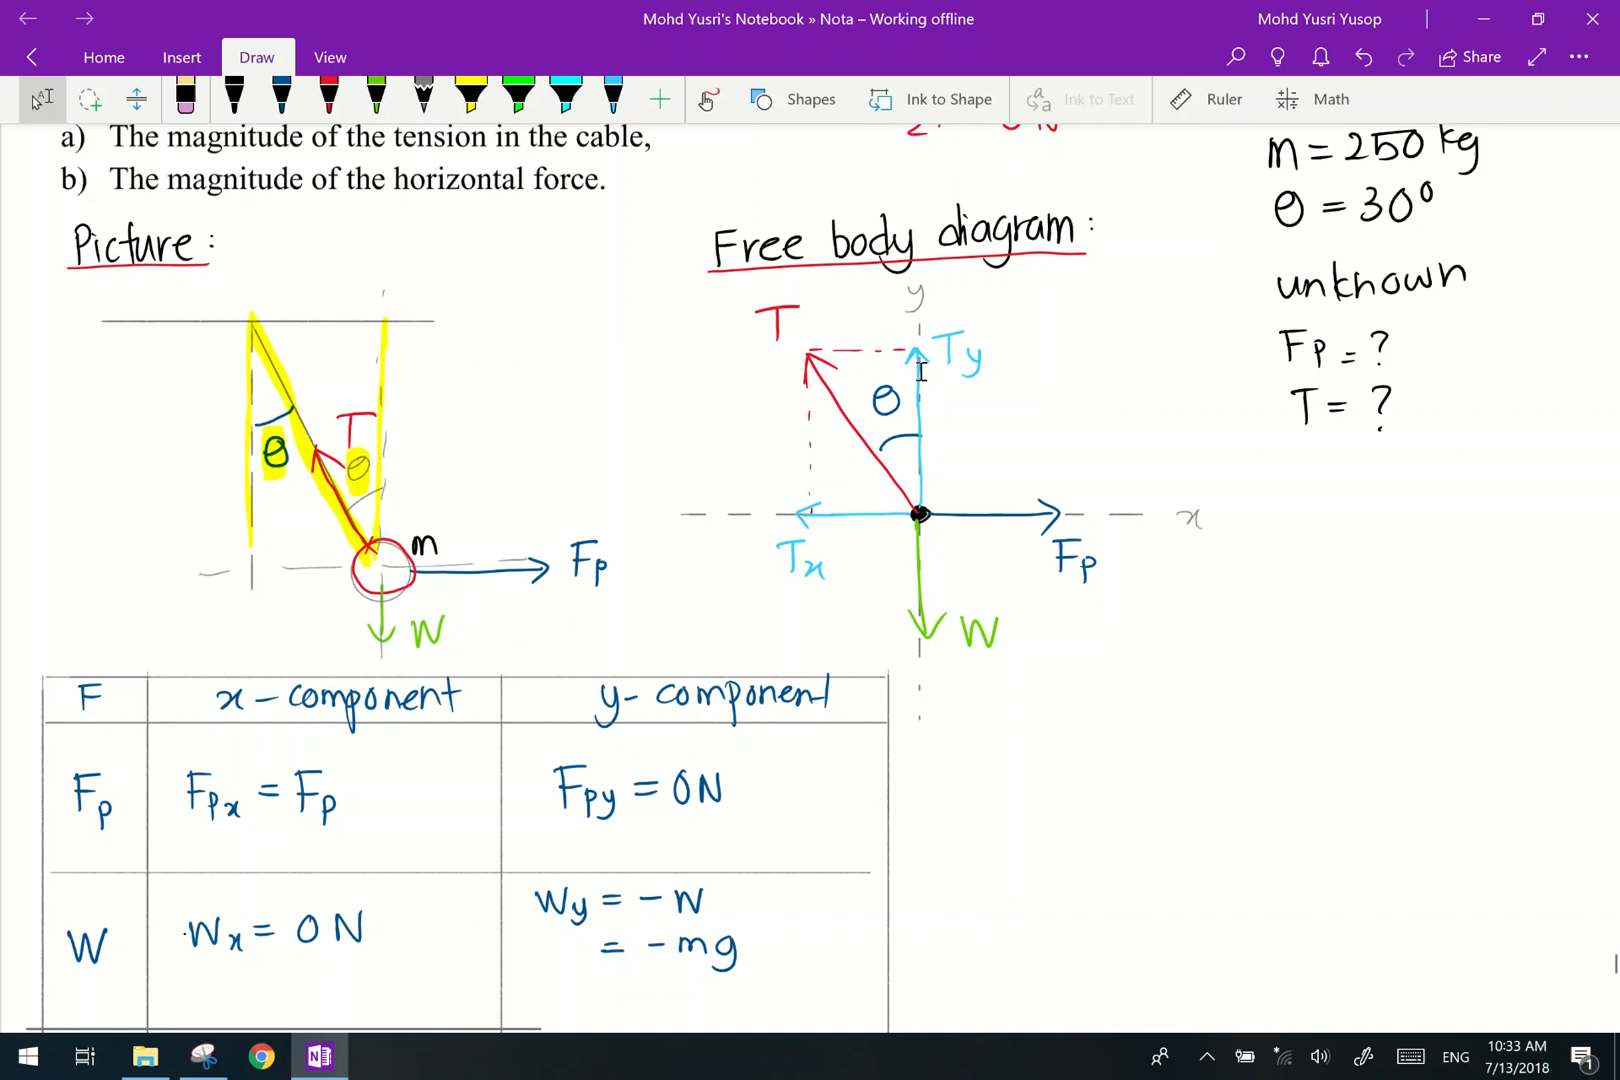 Mohd Yusri's Notebook » Nota – Working offline
Mohd Yusri Yusop
Home
Insert
Draw
View
Share
Shapes
Ink to Shape
Ink to Text
Ruler
Math
a) The magnitude of the tension in the cable,
b) The magnitude of the horizontal force.
m = 250 kg
θ = 30°
unknown
Fp = ?
T = ?
Picture :
θ
T
θ
m
Fp
W
Free body diagram :
y
T
Ty
θ
x
Tx
Fp
W
F
x - component
y - component
Fp
Fpx = Fp
Fpy = 0N
W
Wx = 0 N
Wy = - W
= - mg
ENG
10:33 AM
7/13/2018
1